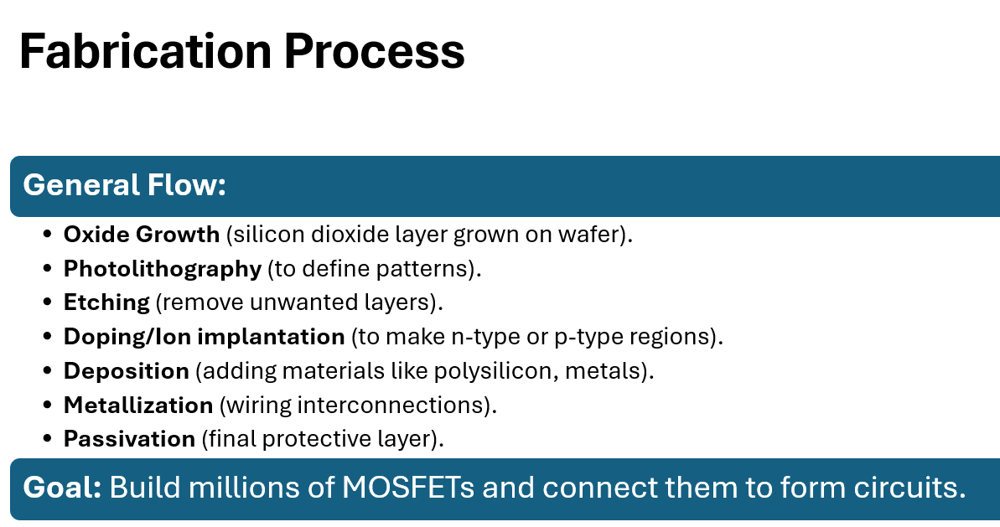 Fabrication Process
General Flow:
• Oxide Growth (silicon dioxide layer grown on wafer).
• Photolithography (to define patterns).
• Etching (remove unwanted layers).
• Doping/Ion implantation (to make n-type or p-type regions).
• Deposition (adding materials like polysilicon, metals).
• Metallization (wiring interconnections).
• Passivation (final protective layer).
Goal: Build millions of MOSFETs and connect them to form circuits.